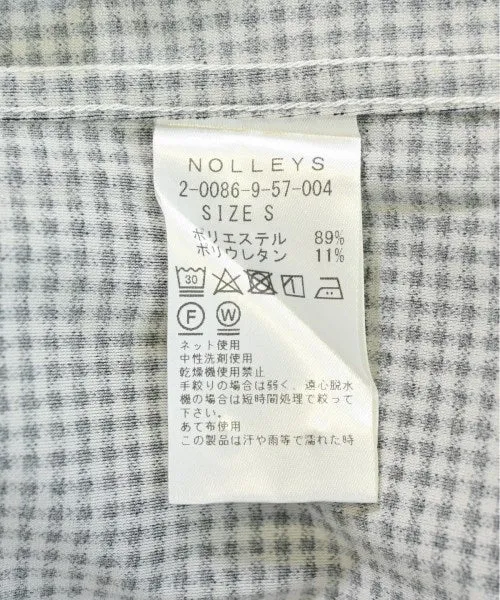 NOLLEYS
2-0086-9-57-004
SIZE S
ポリエステル 89%
ポリウレタン 11%
30
F W
ネット使用
中性洗剤使用
乾燥機使用禁止
手絞りの場合は弱く、遠心脱水
機の場合は短時間処理で絞って
下さい。
あて布使用
この製品は汗や雨等で濡れた時